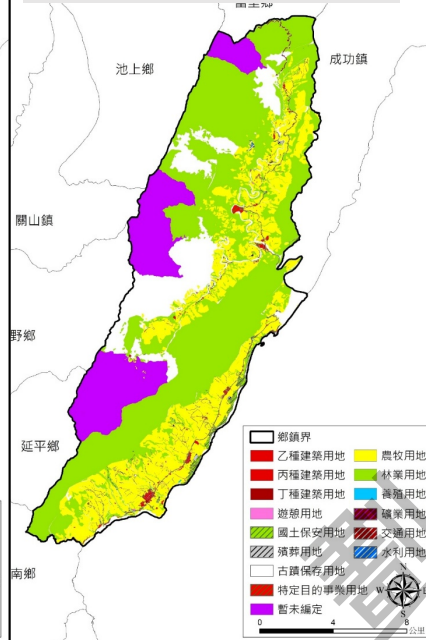 成功鎮
池上鄉
關山鎮
野鄉
延平鄉
南鄉
鄉鎮界
乙種建築用地 農牧用地
丙種建築用地 林業用地
丁種建築用地 養殖用地
遊憩用地 礦業用地
國土保安用地 交通用地
殯葬用地 水利用地
古蹟保存用地
特定目的事業用地
暫未編定
N
W
S
0 4 8
公里